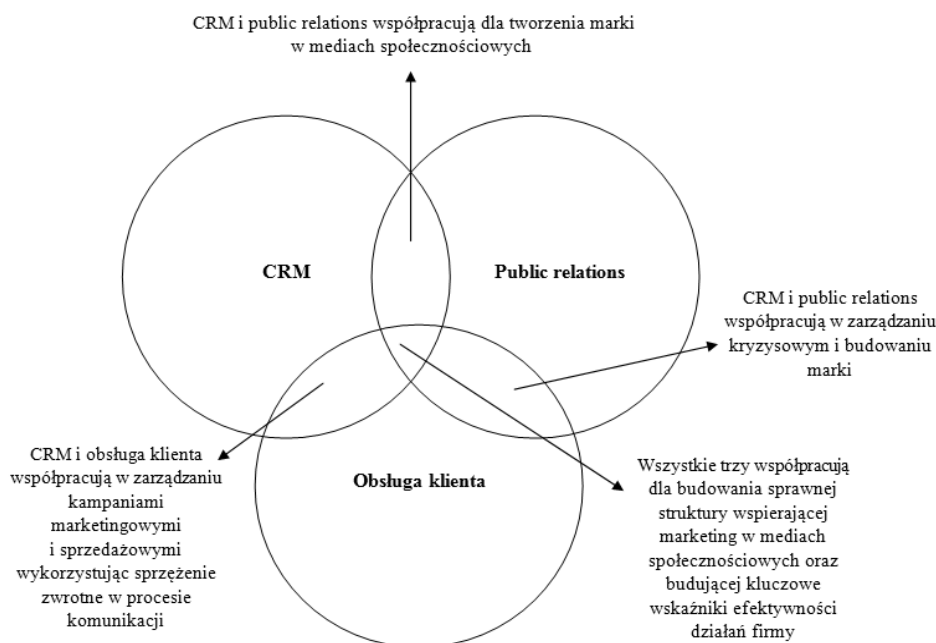 CRM i public relations współpracują dla tworzenia marki
w mediach społecznościowych
CRM
Public relations
CRM i public relations
współpracują w zarządzaniu
kryzysowym i budowaniu
marki
Obsługa klienta
CRM i obsługa klienta
współpracują w zarządzaniu
kampaniami
marketingowymi
i sprzedażowymi
wykorzystując sprzężenie
zwrotne w procesie
komunikacji
Wszystkie trzy współpracują
dla budowania sprawnej
struktury wspierającej
marketing w mediach
społecznościowych oraz
budującej kluczowe
wskaźniki efektywności
działań firmy